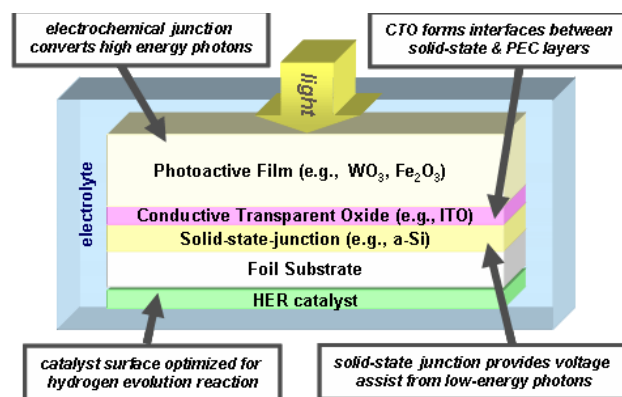 electrochemical junction
converts high energy photons
CTO forms interfaces between
solid-state & PEC layers
light
electrolyte
Photoactive Film (e.g., WO₃, Fe₂O₃)
Conductive Transparent Oxide (e.g., ITO)
Solid-state-junction (e.g., a-Si)
Foil Substrate
HER catalyst
catalyst surface optimized for
hydrogen evolution reaction
solid-state junction provides voltage
assist from low-energy photons